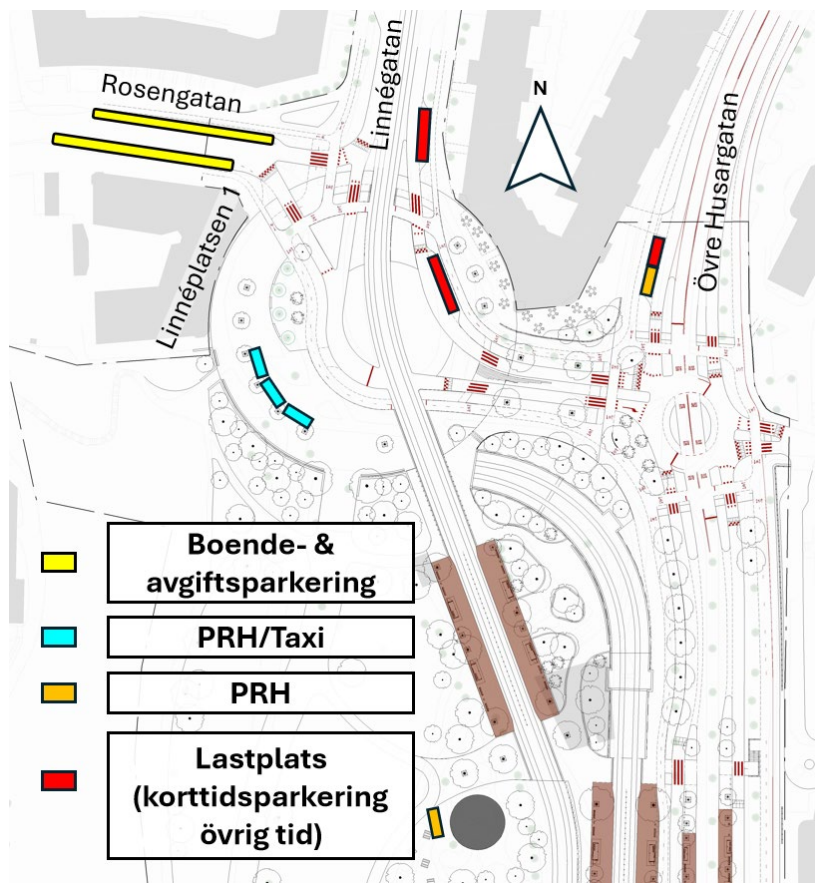 Rosengatan
Linnégatan
N
Övre Husargatan
Linnéplatsen 1
Boende- &
avgiftsparkering
PRH/Taxi
PRH
Lastplats
(korttidsparkering
övrig tid)